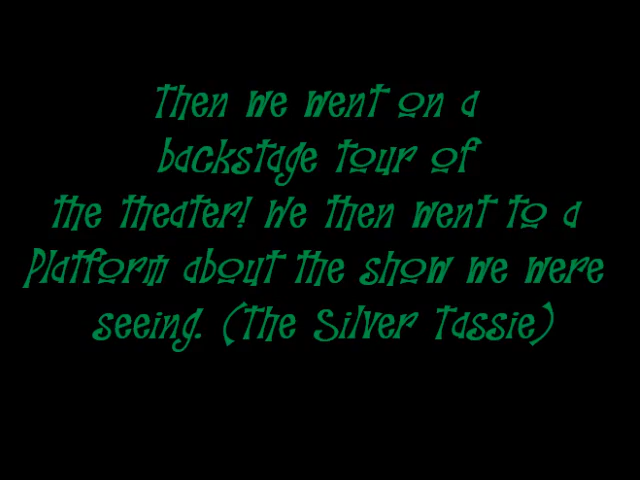 Then we went on a
backstage tour of
the theater! We then went to a
Platform about the show we were
seeing. (The Silver Tassie)